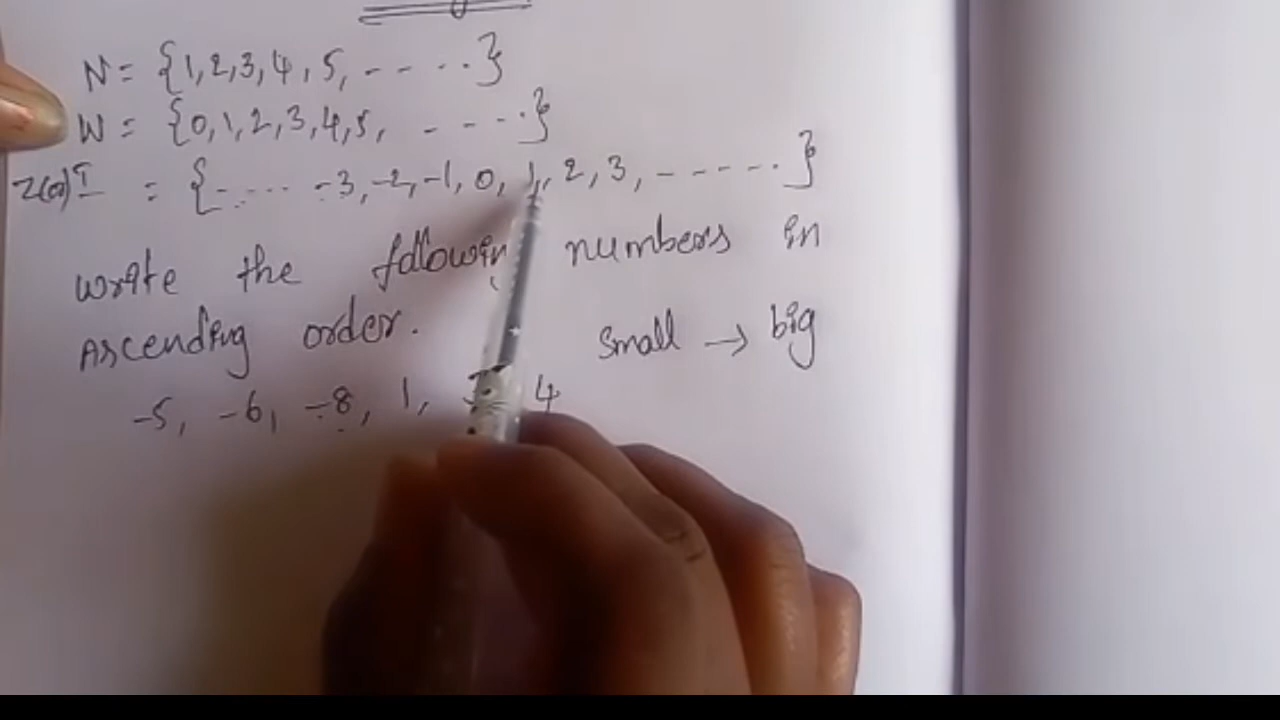 N = {1,2,3,4,5, - - - ..}
W = {0,1,2,3,4,5, - - - ..}
Z(or)I = {..... -3,-2,-1,0,1,2,3, ------.}
write the followin numbers in
Ascending order. small → big
-5, -6, -8, 1, 4